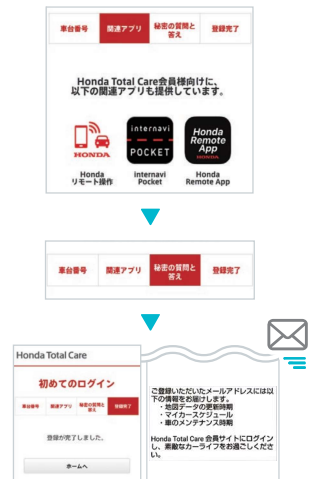 車台番号 関連アプリ 秘密の質問と答え 登録完了
Honda Total Care会員様向けに、
以下の関連アプリも提供しています。
HONDA
internavi
POCKET
Honda
Remote
App
HONDA
Honda
リモート操作
internavi
Pocket
Honda
Remote App
車台番号 関連アプリ 秘密の質問と答え 登録完了
Honda Total Care
初めてのログイン
車台番号 関連アプリ 秘密の質問と答え 登録完了
登録が完了しました。
ホームへ
ご登録いただいたメールアドレスには以
下の情報をお届けします。
・地図データの更新時期
・マイカースケジュール
・車のメンテナンス時期
Honda Total Care 会員サイトにログイン
し、素敵なカーライフをお過ごしくださ
い。